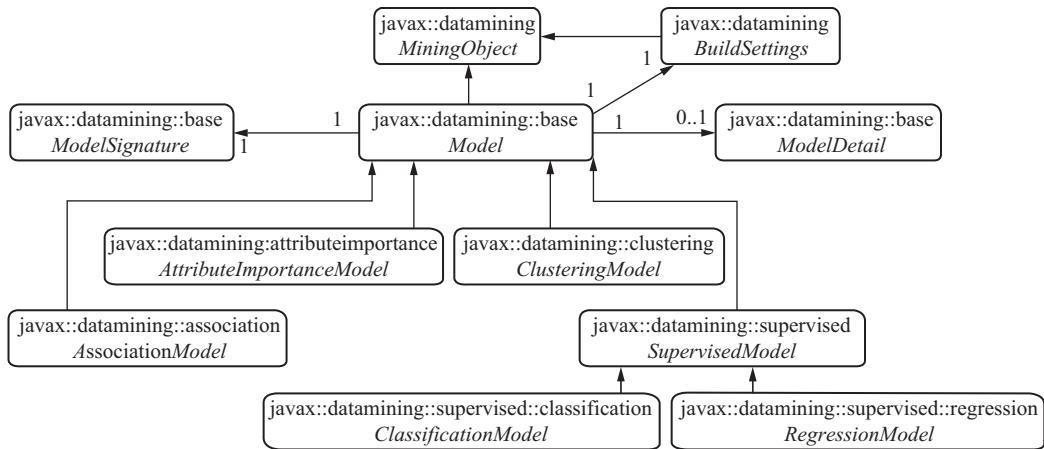 javax::datamining
MiningObject
javax::datamining
BuildSettings
1
1
javax::datamining::base
ModelSignature
1
1
javax::datamining::base
Model
1
0..1
javax::datamining::base
ModelDetail
javax::datamining:attributeimportance
AttributeImportanceModel
javax::datamining::clustering
ClusteringModel
javax::datamining::association
AssociationModel
javax::datamining::supervised
SupervisedModel
javax::datamining::supervised::classification
ClassificationModel
javax::datamining::supervised::regression
RegressionModel